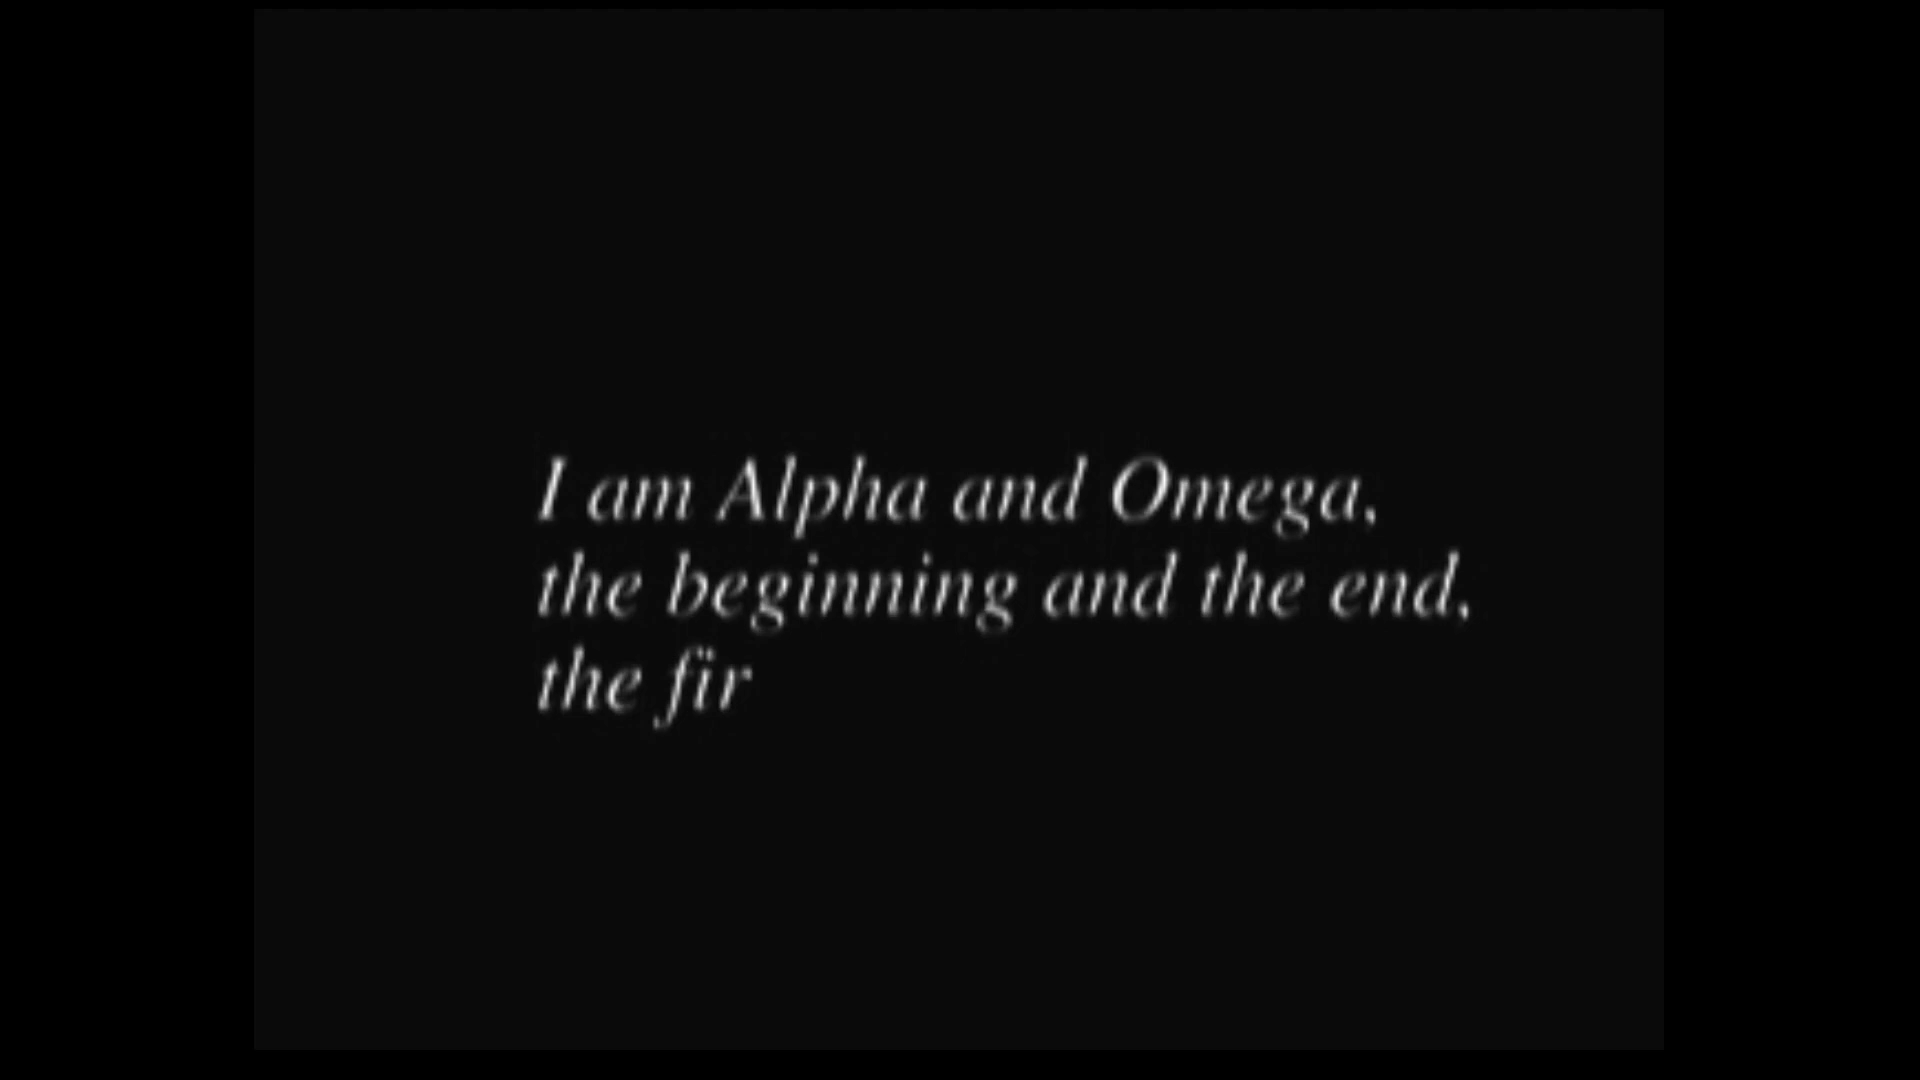 I am Alpha and Omega,
the beginning and the end,
the fir